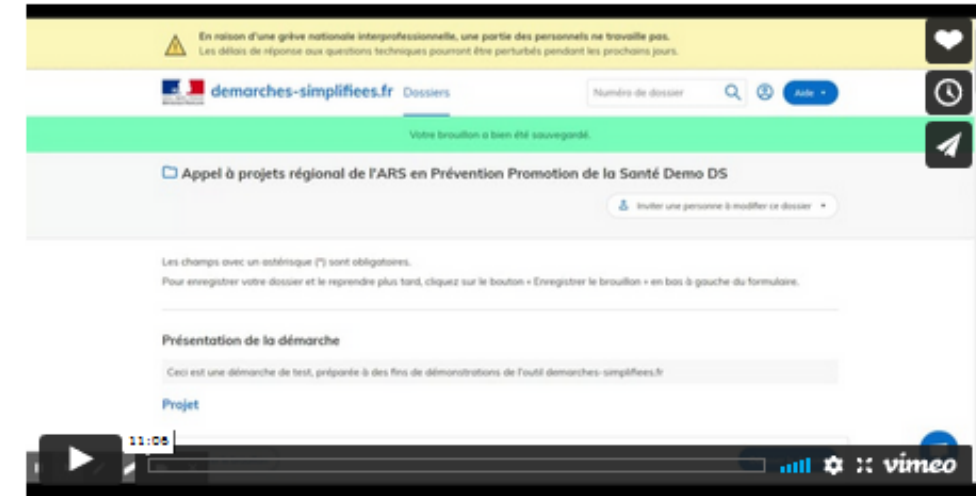 En raison d'une grève nationale interprofessionnelle, une partie des personnels ne travaille pas.
Les délais de réponse aux questions techniques pourront être perturbés pendant les prochains jours.
demarches-simplifiees.fr Dossiers Numéro de dossier Aide
Votre brouillon a bien été sauvegardé.
Appel à projets régional de l'ARS en Prévention Promotion de la Santé Demo DS
Inviter une personne à modifier ce dossier
Les champs avec un astérisque (*) sont obligatoires.
Pour enregistrer votre dossier et le reprendre plus tard, cliquez sur le bouton « Enregistrer le brouillon » en bas à gauche du formulaire.
Présentation de la démarche
Ceci est une démarche de test, préparée à des fins de démonstrations de l'outil demarches-simplifiees.fr
Projet
11:06
vimeo